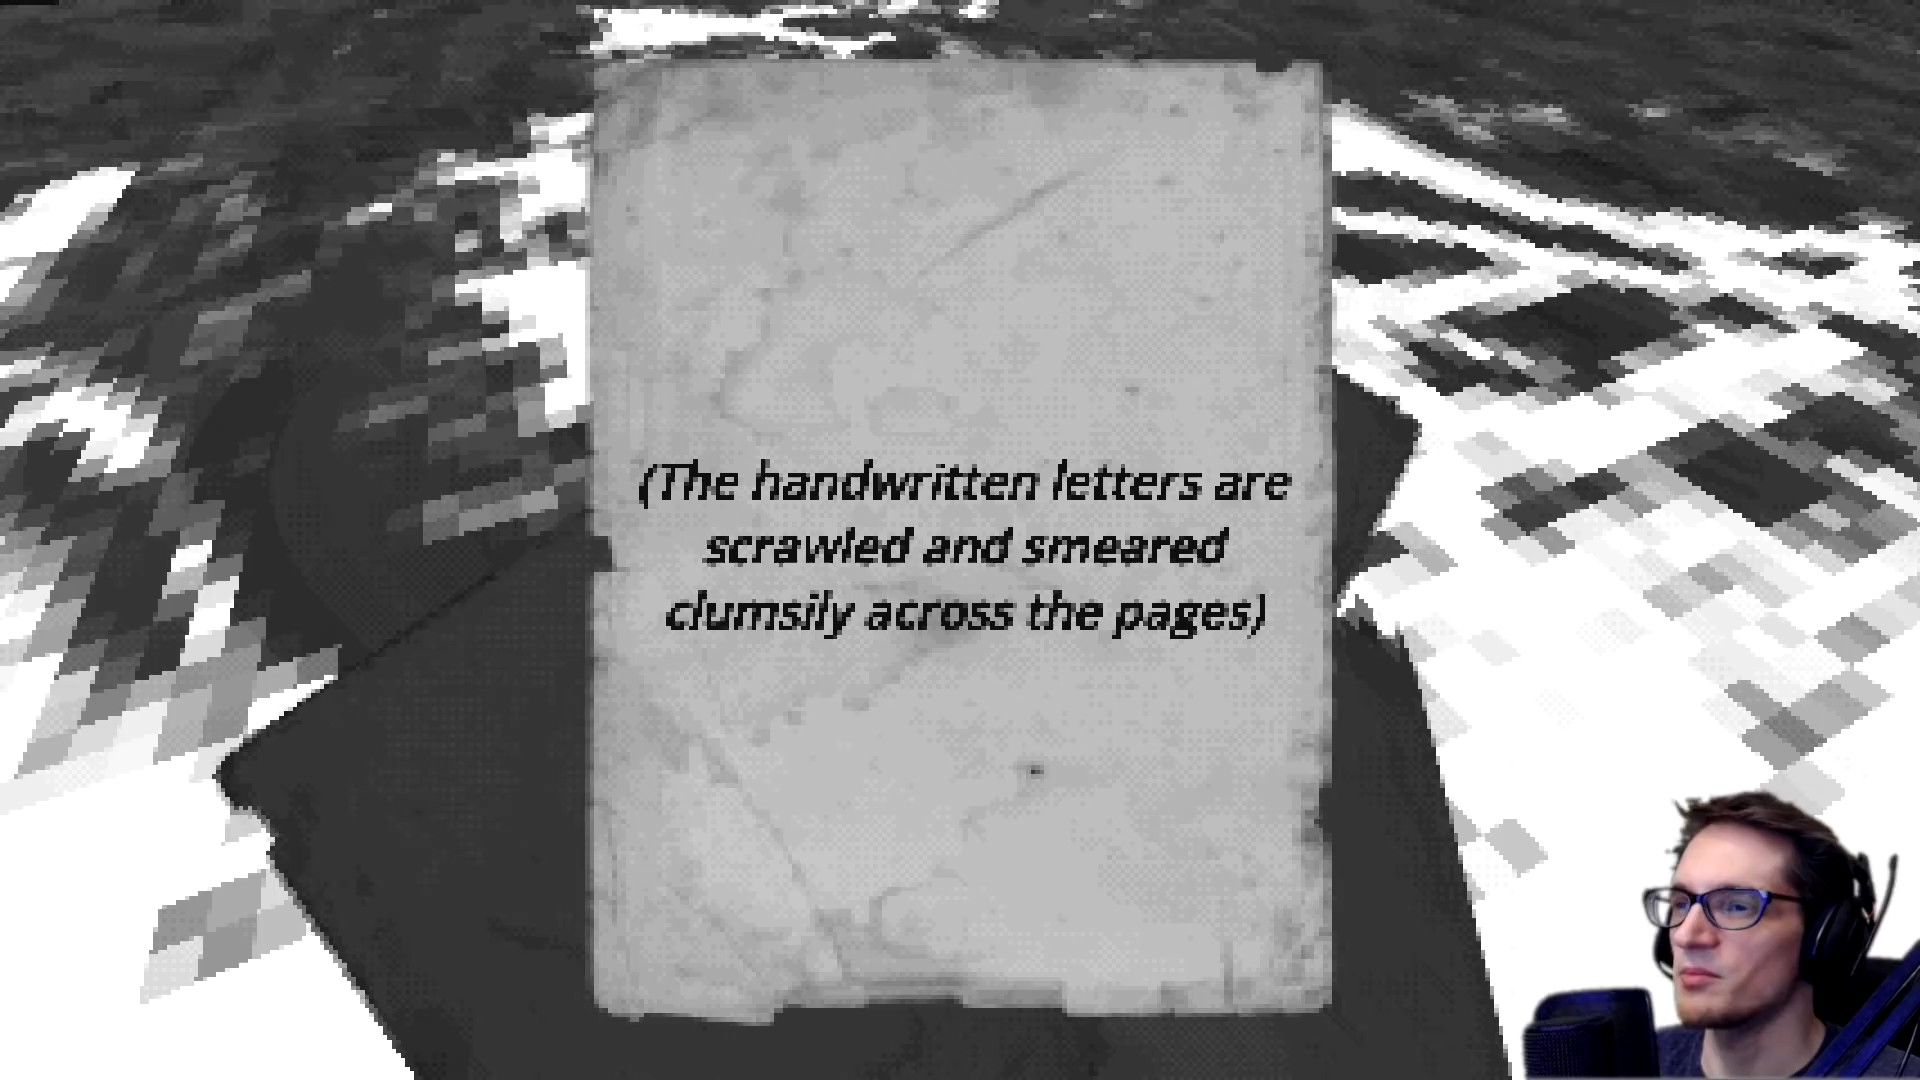 (The handwritten letters are
scrawled and smeared
clumsily across the pages)